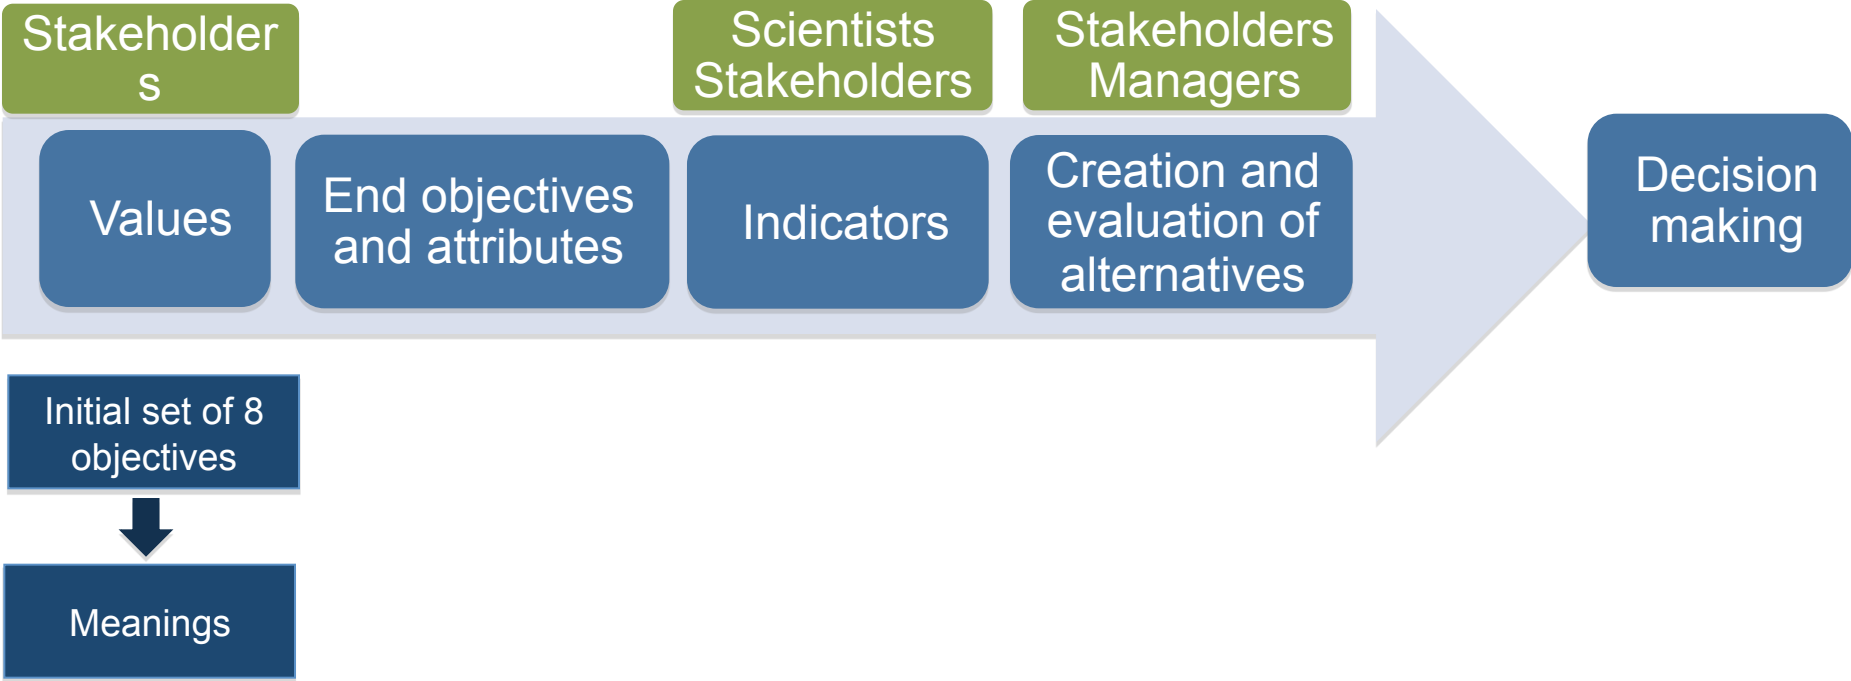 Stakeholder
s
Scientists
Stakeholders
Stakeholders
Managers
Values
End objectives
and attributes
Indicators
Creation and
evaluation of
alternatives
Decision
making
Initial set of 8
objectives
Meanings